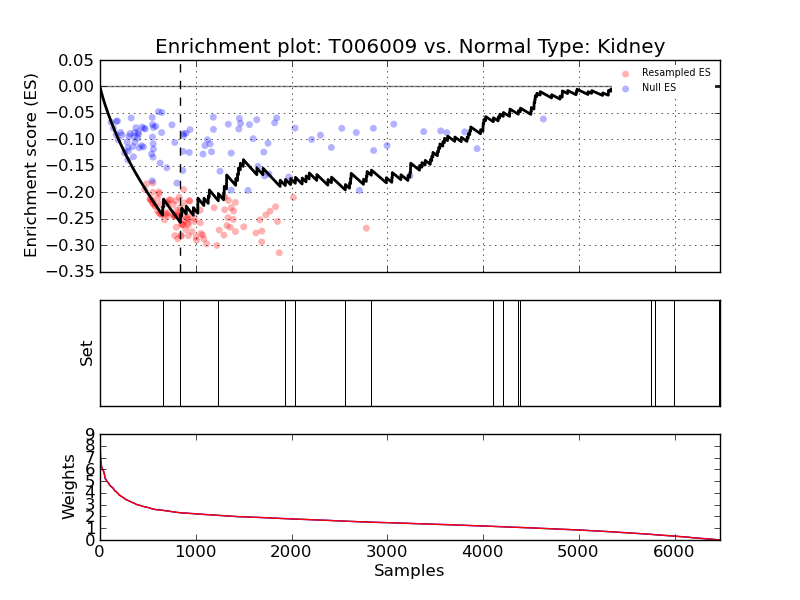 Enrichment plot: T006009 vs. Normal Type: Kidney
Enrichment score (ES)
0.05
0.00
−0.05
−0.10
−0.15
−0.20
−0.25
−0.30
−0.35
Resampled ES
Null ES
Set
Weights
9
8
7
6
5
4
3
2
1
0
0 1000 2000 3000 4000 5000 6000
Samples